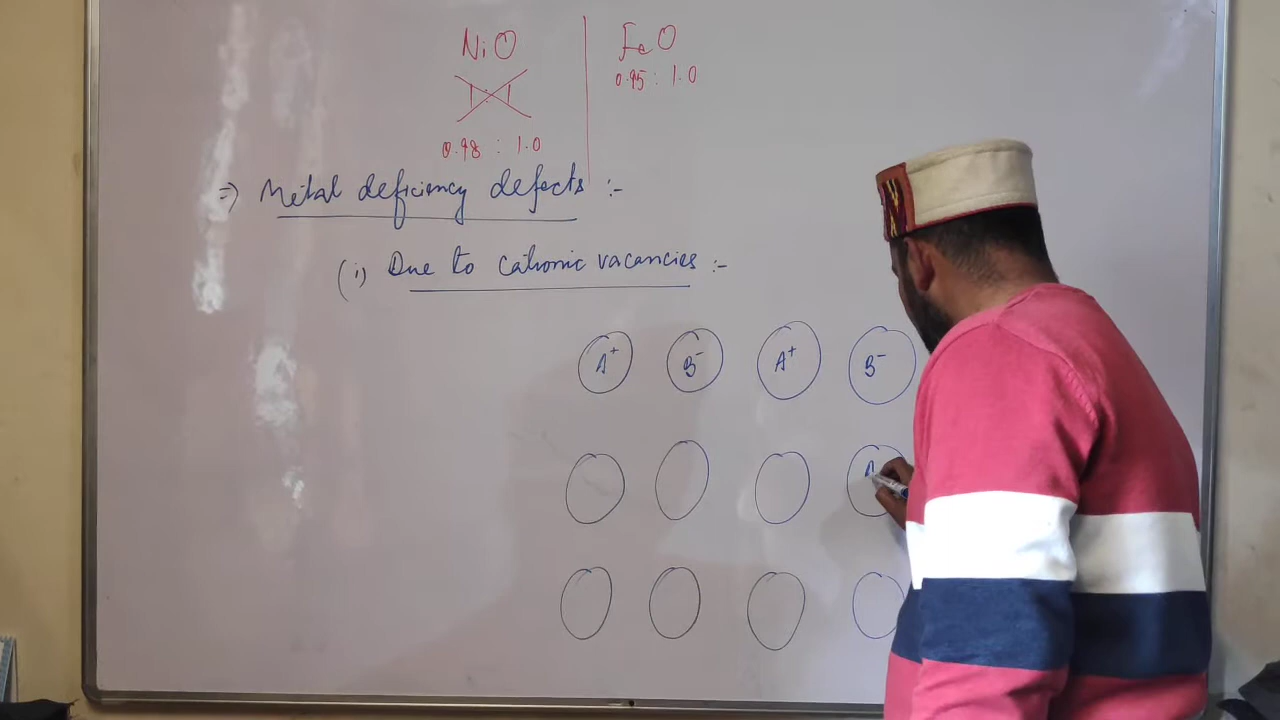 NiO
1:1
0.98 : 1.0
FeO
0.95 : 1.0
=> Metal deficiency defects :-
(i) Due to cationic vacancies :-
A+ B- A+ B-
A